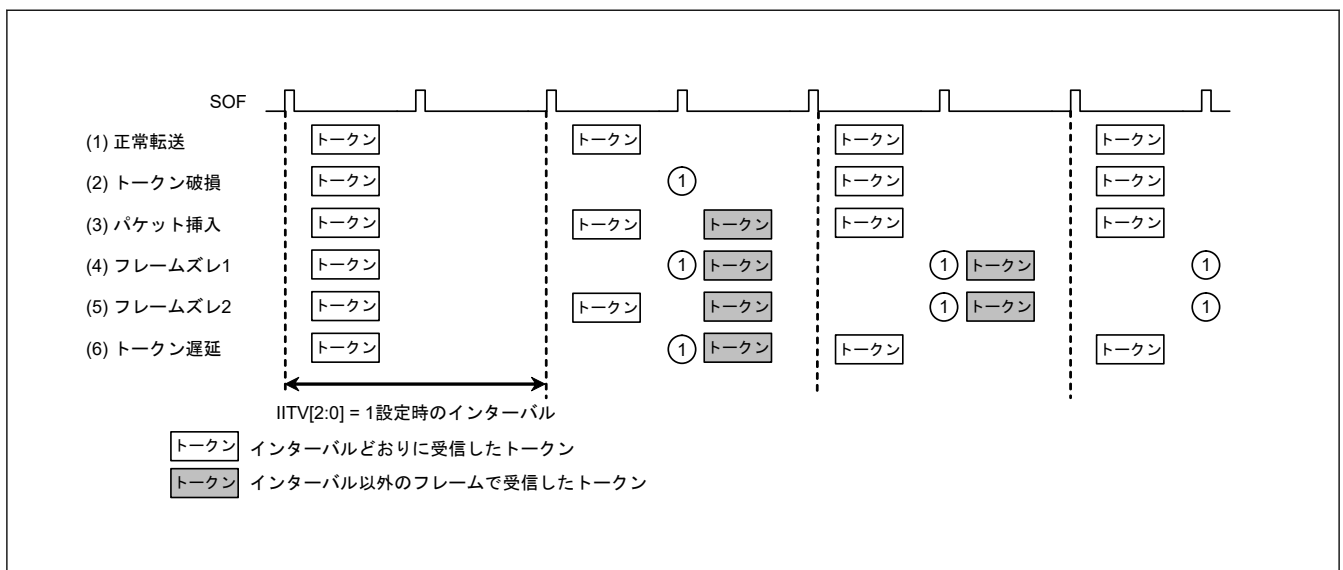 SOF
(1) 正常転送 トークン トークン トークン トークン
(2) トークン破損 トークン 1 トークン トークン
(3) パケット挿入 トークン トークン トークン トークン トークン
(4) フレームズレ1 トークン 1 トークン 1 トークン 1
(5) フレームズレ2 トークン トークン トークン 1 トークン 1
(6) トークン遅延 トークン 1 トークン トークン トークン
IITV[2:0] = 1設定時のインターバル
トークン インターバルどおりに受信したトークン
トークン インターバル以外のフレームで受信したトークン